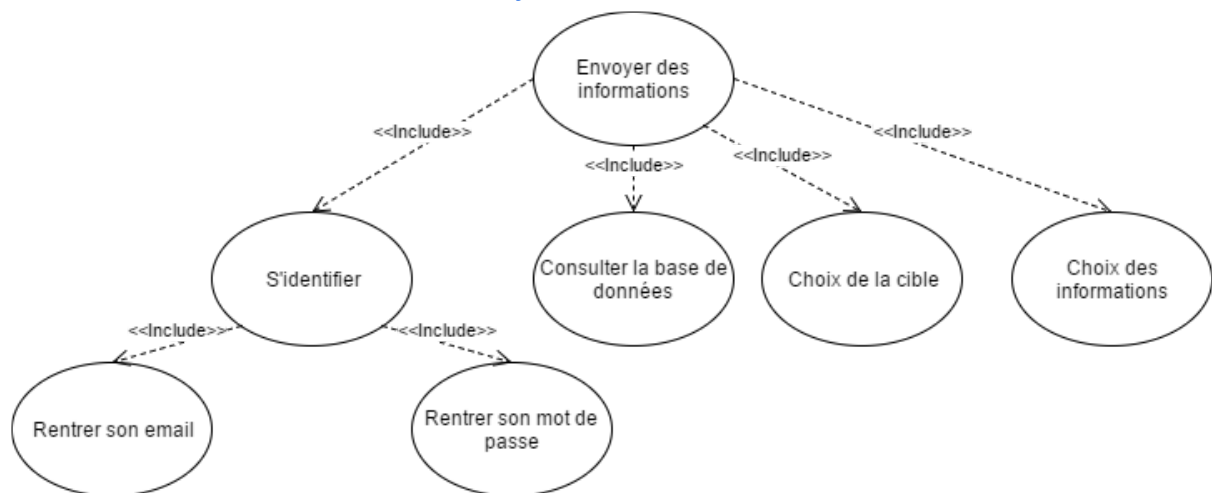 Envoyer des
informations
<<Include>>
<<Include>>
<<Include>>
<<Include>>
S'identifier
Consulter la base de
données
Choix de la cible
Choix des
informations
<<Include>>
<<Include>>
Rentrer son email
Rentrer son mot de
passe